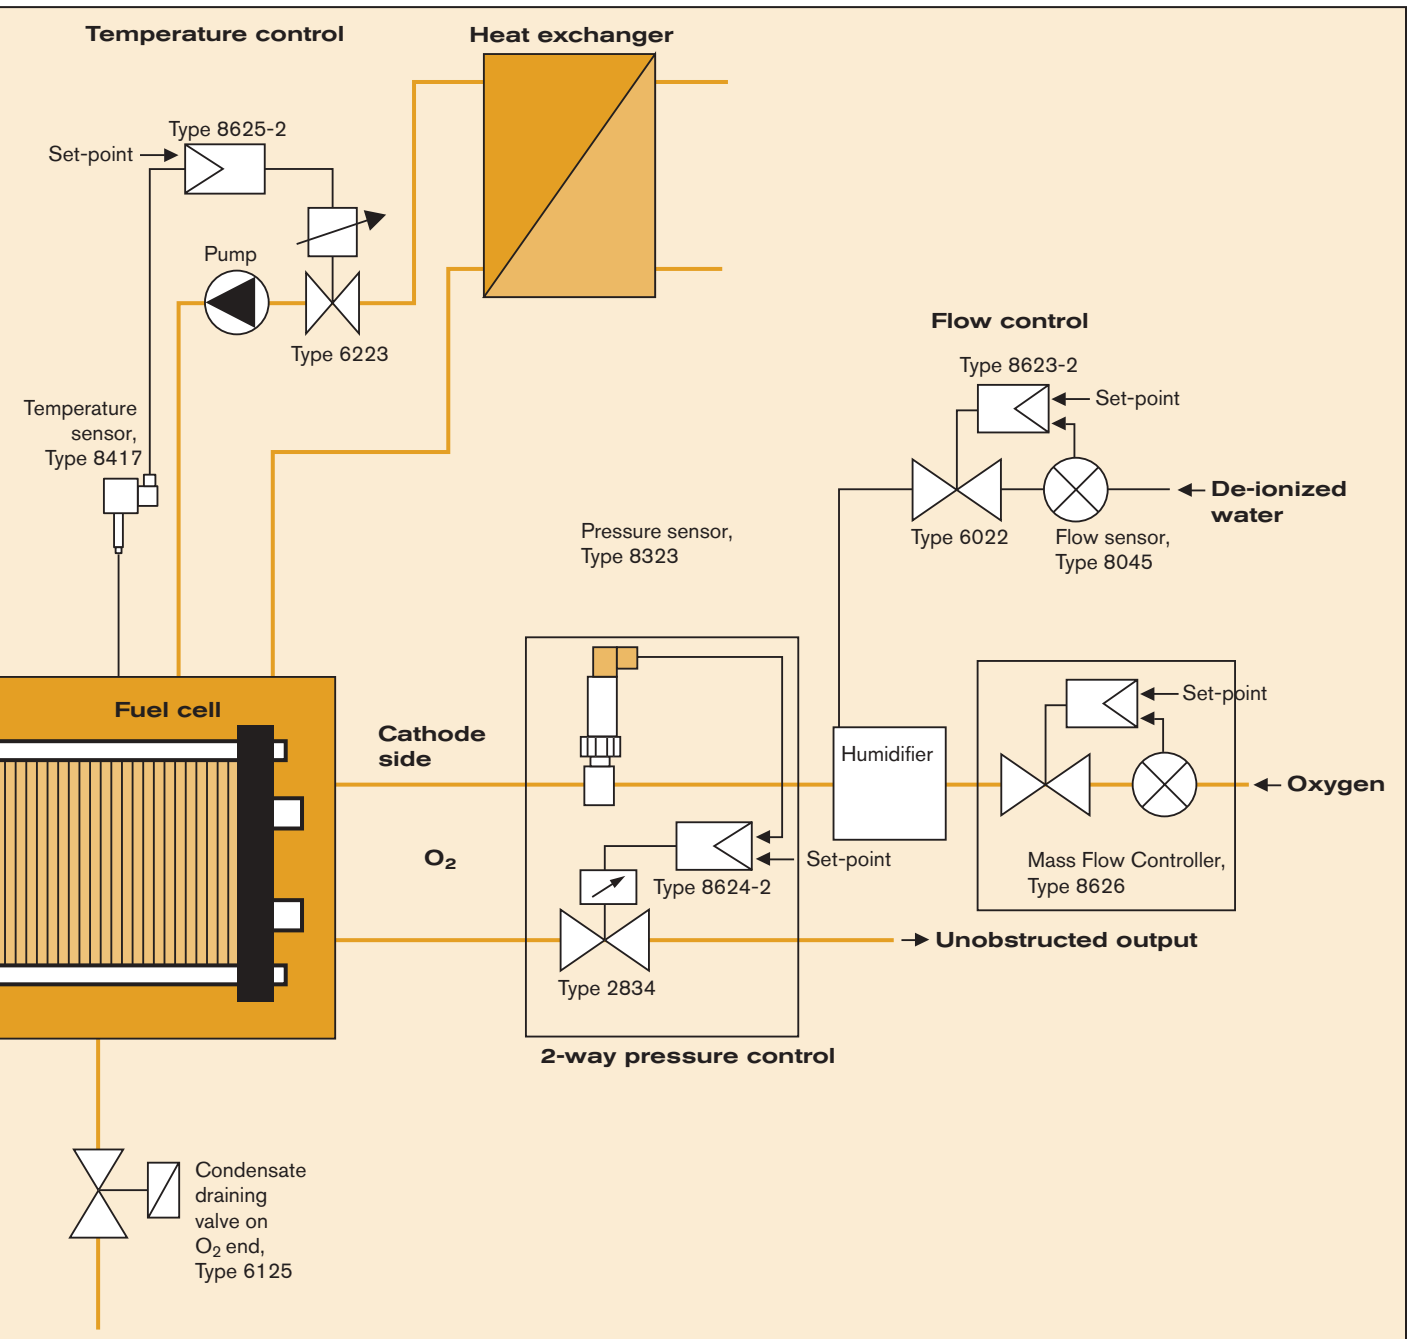 Temperature control
Heat exchanger
Type 8625-2
Set-point
Pump
Type 6223
Temperature
sensor,
Type 8417
Flow control
Type 8623-2
Set-point
De-ionized
water
Type 6022
Flow sensor,
Type 8045
Pressure sensor,
Type 8323
Fuel cell
Cathode
side
Humidifier
Set-point
Oxygen
O₂
Set-point
Type 8624-2
Mass Flow Controller,
Type 8626
Unobstructed output
Type 2834
2-way pressure control
Condensate
draining
valve on
O₂ end,
Type 6125